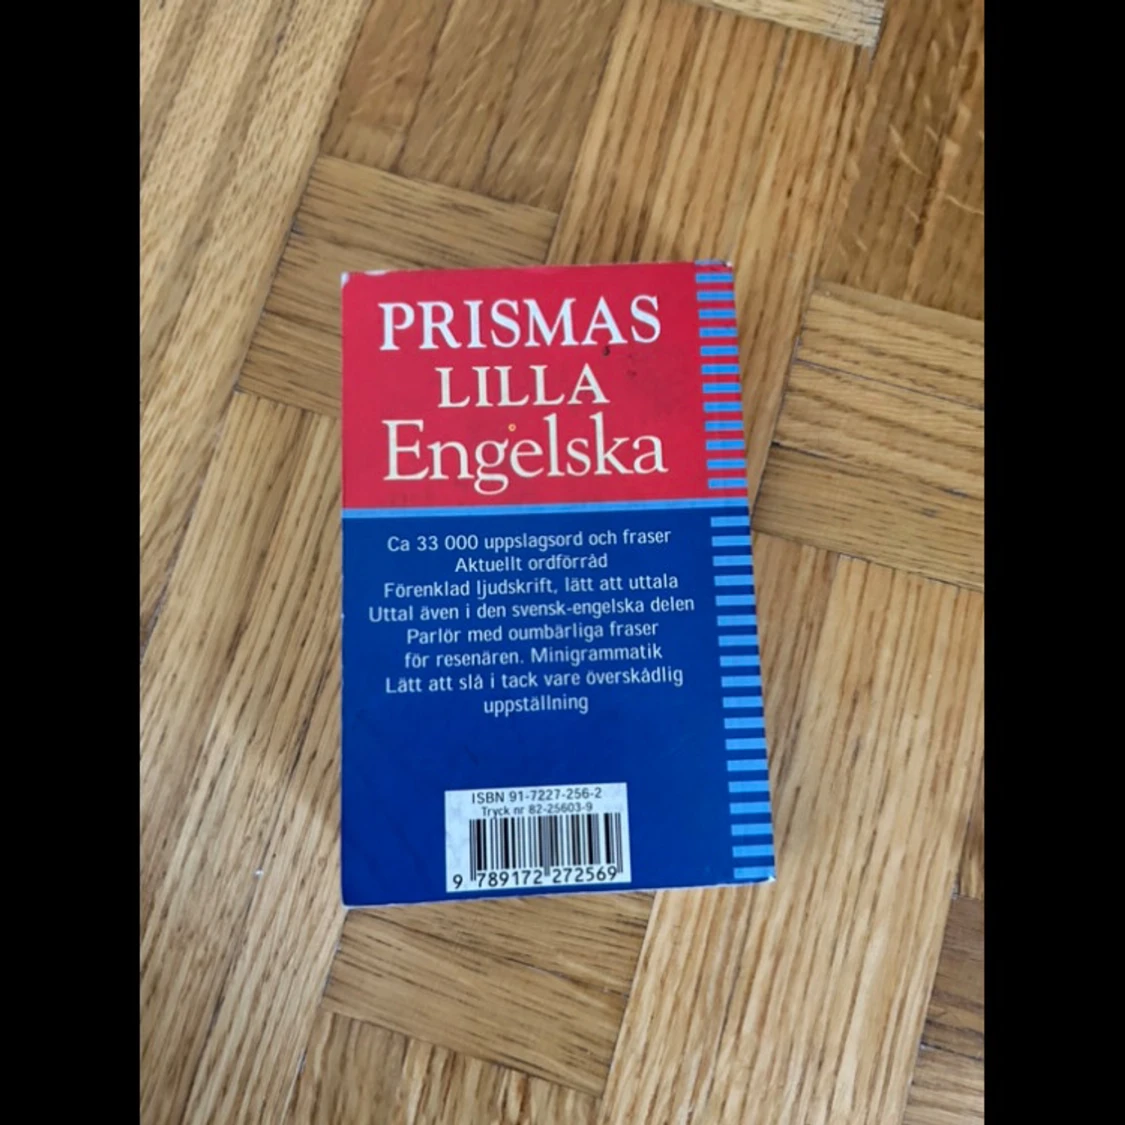 PRISMAS
LILLA
Engelska
Ca 33 000 uppslagsord och fraser
Aktuellt ordförråd
Förenklad ljudskrift, lätt att uttala
Uttal även i den svensk-engelska delen
Parlör med oumbärliga fraser
för resenären. Minigrammatik
Lätt att slå i tack vare överskådlig
uppställning
ISBN 91-7227-256-2
Tryck nr 82-25603-9
9 789172 272569